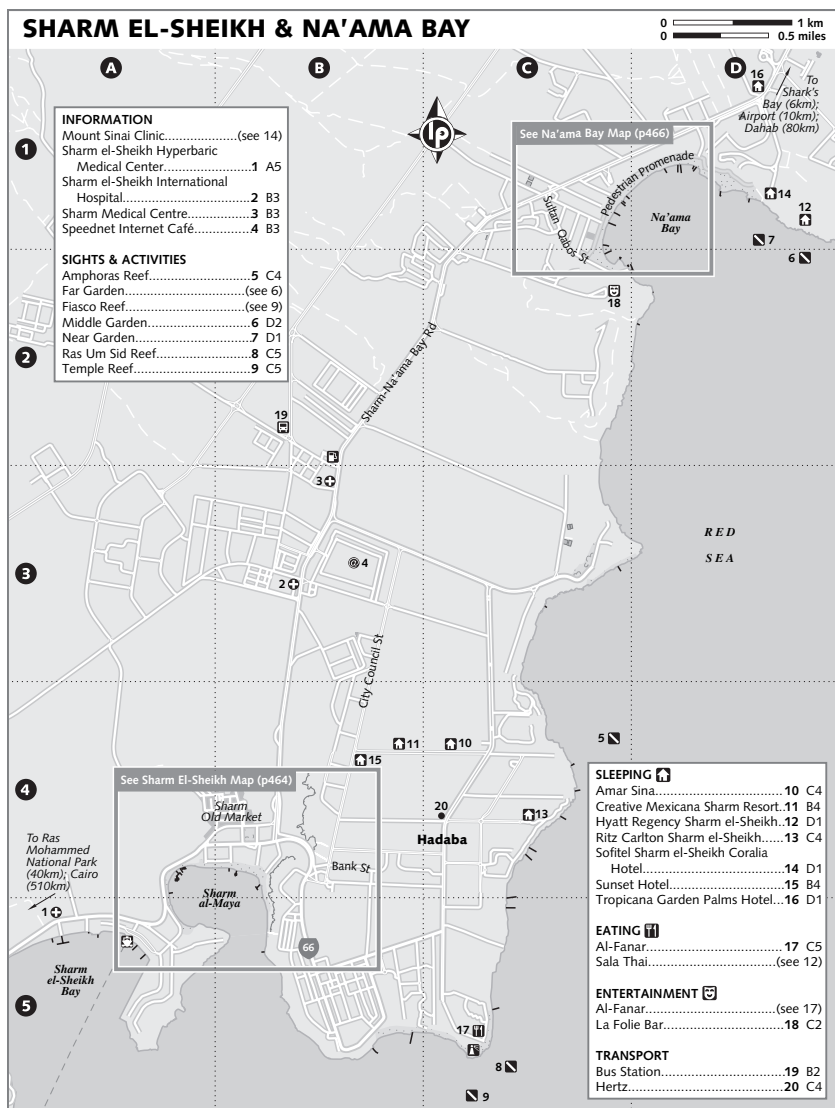 SHARM EL-SHEIKH & NA'AMA BAY
0 1 km
0 0.5 miles
A B C D
1
2
3
4
5
INFORMATION
Mount Sinai Clinic.......................(see 14)
Sharm el-Sheikh Hyperbaric
Medical Center....................1 A5
Sharm el-Sheikh International
Hospital..............................2 B3
Sharm Medical Centre...............3 B3
Speednet Internet Café..............4 B3
SIGHTS & ACTIVITIES
Amphoras Reef........................5 C4
Far Garden................................(see 6)
Fiasco Reef................................(see 9)
Middle Garden.........................6 D2
Near Garden............................7 D1
Ras Um Sid Reef.......................8 C5
Temple Reef.............................9 C5
16
To
Shark's
Bay (6km);
Airport (10km);
Dahab (80km)
lp
See Na'ama Bay Map (p466)
Pedestrian Promenade
Sultan Qabos St
Na'ama
Bay
14
12
7
6
18
Sharm-Na'ama Bay Rd
19
3
RED
SEA
4
2
City Council St
5
11
10
15
See Sharm El-Sheikh Map (p464)
Sharm
Old Market
20
13
Hadaba
To Ras
Mohammed
National Park
(40km); Cairo
(510km)
Bank St
Sharm
al-Maya
1
66
Sharm
el-Sheikh
Bay
17
8
9
SLEEPING
Amar Sina..............................10 C4
Creative Mexicana Sharm Resort..11 B4
Hyatt Regency Sharm el-Sheikh..12 D1
Ritz Carlton Sharm el-Sheikh......13 C4
Sofitel Sharm el-Sheikh Coralia
Hotel.................................14 D1
Sunset Hotel...........................15 B4
Tropicana Garden Palms Hotel...16 D1
EATING
Al-Fanar.................................17 C5
Sala Thai...................................(see 12)
ENTERTAINMENT
Al-Fanar....................................(see 17)
La Folie Bar.............................18 C2
TRANSPORT
Bus Station.............................19 B2
Hertz......................................20 C4